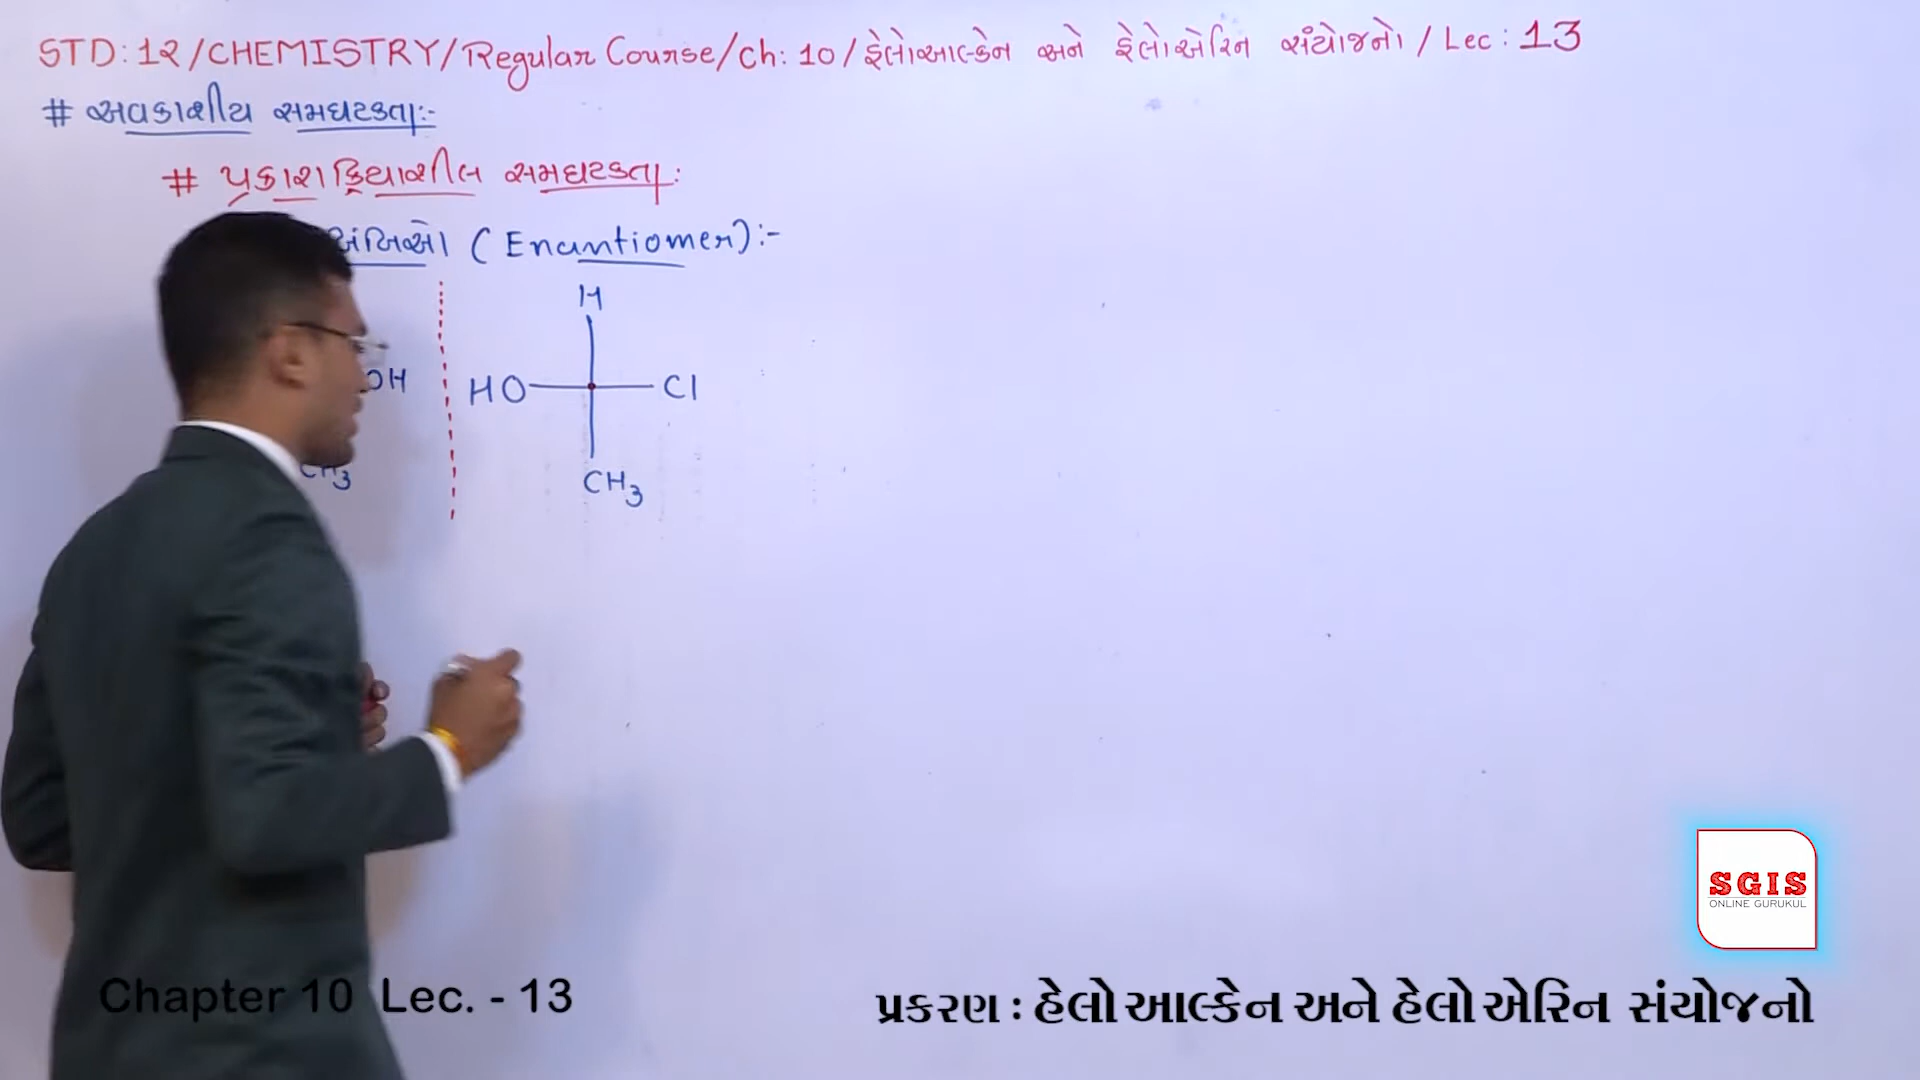 STD: 12/CHEMISTRY/Regular Course/Ch: 10/હેલોઆલ્કેન અને હેલોએરિન સંયોજનો / Lec: 13
# અવકાશીય સમઘટકતા:-
# પ્રકાશક્રિયાશીલ સમઘટકતા:
(Enantiomer):-
H
OH HO Cl
CH3 CH3
SGIS
ONLINE GURUKUL
Chapter 10 Lec. - 13
પ્રકરણ : હેલોઆલ્કેન અને હેલોએરિન સંયોજનો